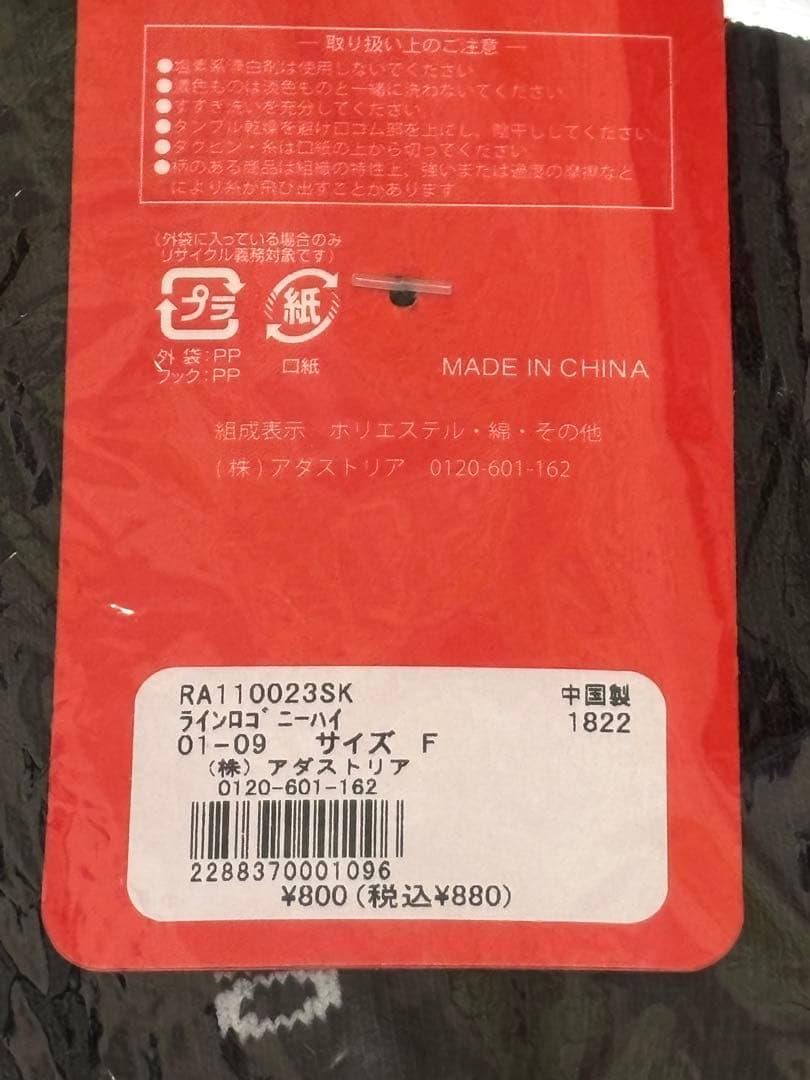 ― 取り扱い上のご注意 ―
●塩素系漂白剤は使用しないでください
●濃色ものは淡色ものと一緒に洗わないでください
●すすぎ洗いを充分してください
●タンブル乾燥を避け口ゴム部を上にし、陰干ししてください
●タグピン・糸は口紙の上から切ってください
●柄のある商品は組織の特性上、強いまたは過度の摩擦など
により糸が飛び出すことがあります
(外袋に入っている場合のみ
リサイクル義務対象です)
プラ
紙
外 袋:PP
フック:PP
口紙
MADE IN CHINA
組成表示 ポリエステル・綿・その他
(株)アダストリア 0120-601-162
RA110023SK
中国製
ラインロゴニーハイ
1822
01-09 サイズ F
(株) アダストリア
0120-601-162
2288370001096
¥800(税込¥880)